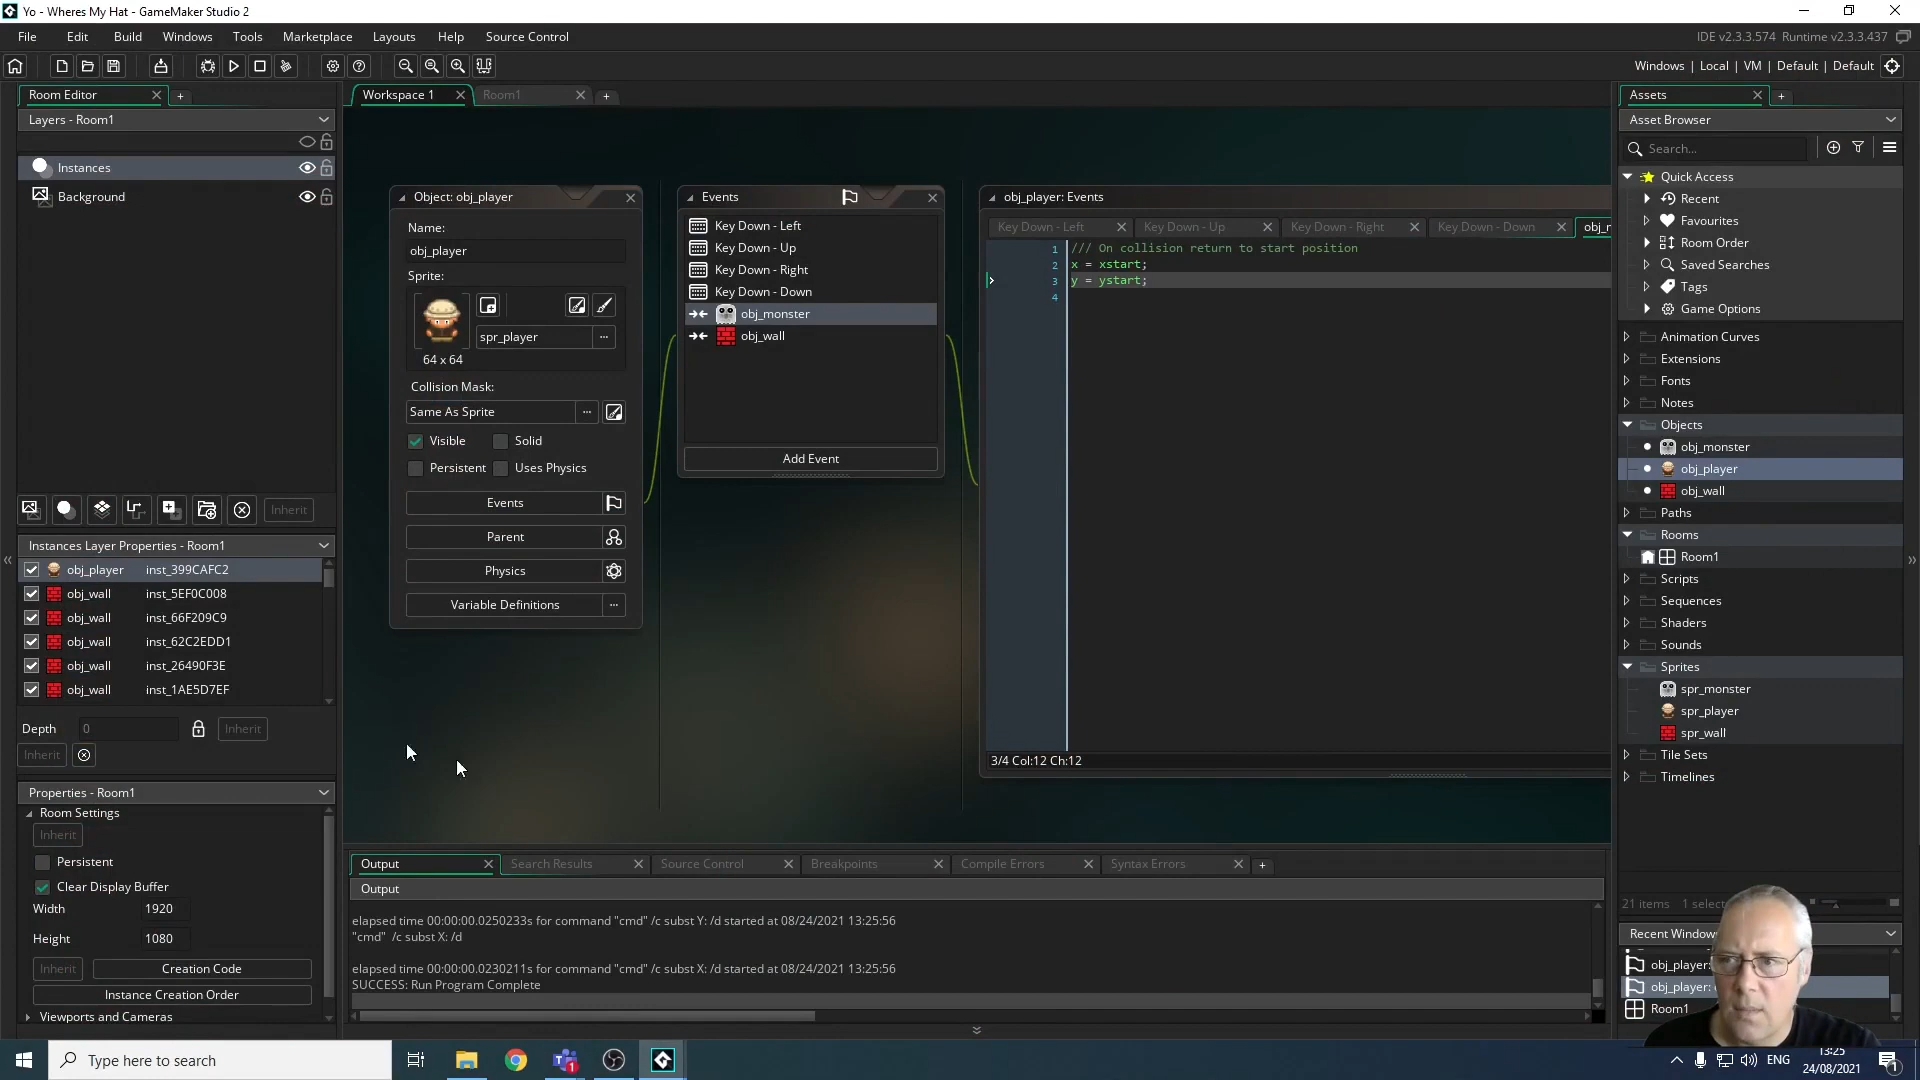 Yo - Wheres My Hat - GameMaker Studio 2
File Edit Build Windows Tools Marketplace Layouts Help Source Control
IDE v2.3.3.574 Runtime v2.3.3.437
Windows | Local | VM | Default | Default
Room Editor
Layers - Room1
Instances
Background
Inherit
Instances Layer Properties - Room1
obj_player inst_399CAFC2
obj_wall inst_5EF0C008
obj_wall inst_66F209C9
obj_wall inst_62C2EDD1
obj_wall inst_26490F3E
obj_wall inst_1AE5D7EF
Depth 0 Inherit
Inherit
Properties - Room1
Room Settings
Inherit
Persistent
Clear Display Buffer
Width 1920
Height 1080
Inherit Creation Code
Instance Creation Order
Viewports and Cameras
Workspace 1 Room1
Object: obj_player
Name:
obj_player
Sprite:
spr_player
64 x 64
Collision Mask:
Same As Sprite
Visible Solid
Persistent Uses Physics
Events
Parent
Physics
Variable Definitions
Events
Key Down - Left
Key Down - Up
Key Down - Right
Key Down - Down
obj_monster
obj_wall
Add Event
obj_player: Events
Key Down - Left Key Down - Up Key Down - Right Key Down - Down
1 /// On collision return to start position
2 x = xstart;
3 y = ystart;
4
3/4 Col:12 Ch:12
Output Search Results Source Control Breakpoints Compile Errors Syntax Errors
Output
elapsed time 00:00:00.0250233s for command "cmd" /c subst Y: /d started at 08/24/2021 13:25:56
"cmd" /c subst X: /d
elapsed time 00:00:00.0230211s for command "cmd" /c subst X: /d started at 08/24/2021 13:25:56
SUCCESS: Run Program Complete
Assets
Asset Browser
Search...
Quick Access
Recent
Favourites
Room Order
Saved Searches
Tags
Game Options
Animation Curves
Extensions
Fonts
Notes
Objects
obj_monster
obj_player
obj_wall
Paths
Rooms
Room1
Scripts
Sequences
Shaders
Sounds
Sprites
spr_monster
spr_player
spr_wall
Tile Sets
Timelines
21 items
Recent
obj_player:
obj_player:
Room1
Type here to search
1
ENG
13:25
24/08/2021
1